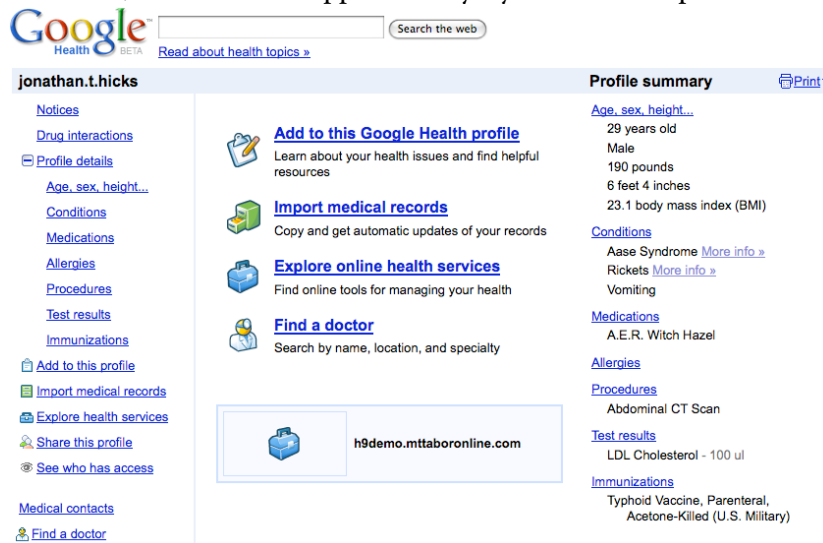 Google
Health BETA
Search the web
Read about health topics »
jonathan.t.hicks
Notices
Drug interactions
Profile details
Age, sex, height...
Conditions
Medications
Allergies
Procedures
Test results
Immunizations
Add to this profile
Import medical records
Explore health services
Share this profile
See who has access
Medical contacts
Find a doctor
Add to this Google Health profile
Learn about your health issues and find helpful
resources
Import medical records
Copy and get automatic updates of your records
Explore online health services
Find online tools for managing your health
Find a doctor
Search by name, location, and specialty
h9demo.mttaboronline.com
Profile summary
Print
Age, sex, height...
29 years old
Male
190 pounds
6 feet 4 inches
23.1 body mass index (BMI)
Conditions
Aase Syndrome More info »
Rickets More info »
Vomiting
Medications
A.E.R. Witch Hazel
Allergies
Procedures
Abdominal CT Scan
Test results
LDL Cholesterol - 100 ul
Immunizations
Typhoid Vaccine, Parenteral,
Acetone-Killed (U.S. Military)